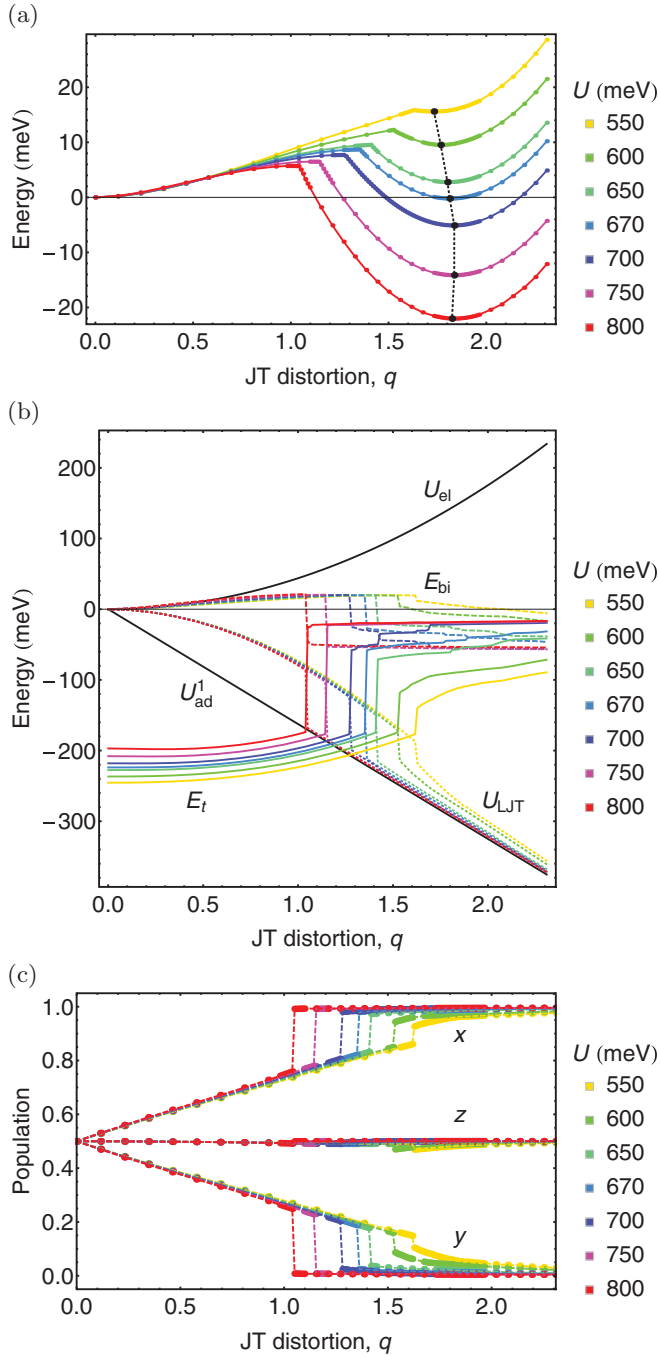 (a)
20
10
0
−10
−20
Energy (meV)
0.0 0.5 1.0 1.5 2.0
JT distortion, q
U (meV)
550
600
650
670
700
750
800
(b)
200
100
0
−100
−200
−300
Energy (meV)
U_el
E_bi
U^1_ad
E_t
U_LJT
0.0 0.5 1.0 1.5 2.0
JT distortion, q
U (meV)
550
600
650
670
700
750
800
(c)
1.0
0.8
0.6
0.4
0.2
0.0
Population
x
z
y
0.0 0.5 1.0 1.5 2.0
JT distortion, q
U (meV)
550
600
650
670
700
750
800